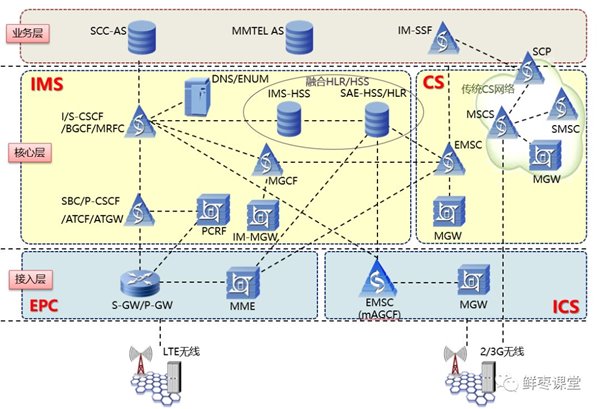 业务层
SCC-AS
MMTEL AS
IM-SSF
SCP
IMS
DNS/ENUM
融合HLR/HSS
IMS-HSS
SAE-HSS/HLR
CS
传统CS网络
MSCS
SMSC
I/S-CSCF
/BGCF/MRFC
核心层
MGCF
EMSC
MGW
SBC/P-CSCF
/ATCF/ATGW
PCRF
IM-MGW
MGW
接入层
EPC
S-GW/P-GW
MME
EMSC
(mAGCF)
MGW
ICS
LTE无线
2/3G无线
鲜枣课堂